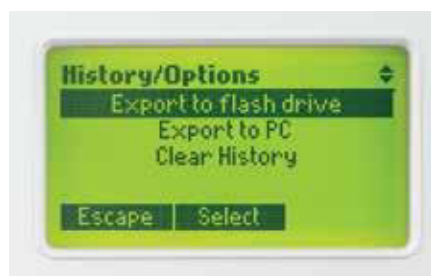 History/Options
Export to flash drive
Export to PC
Clear History
Escape Select